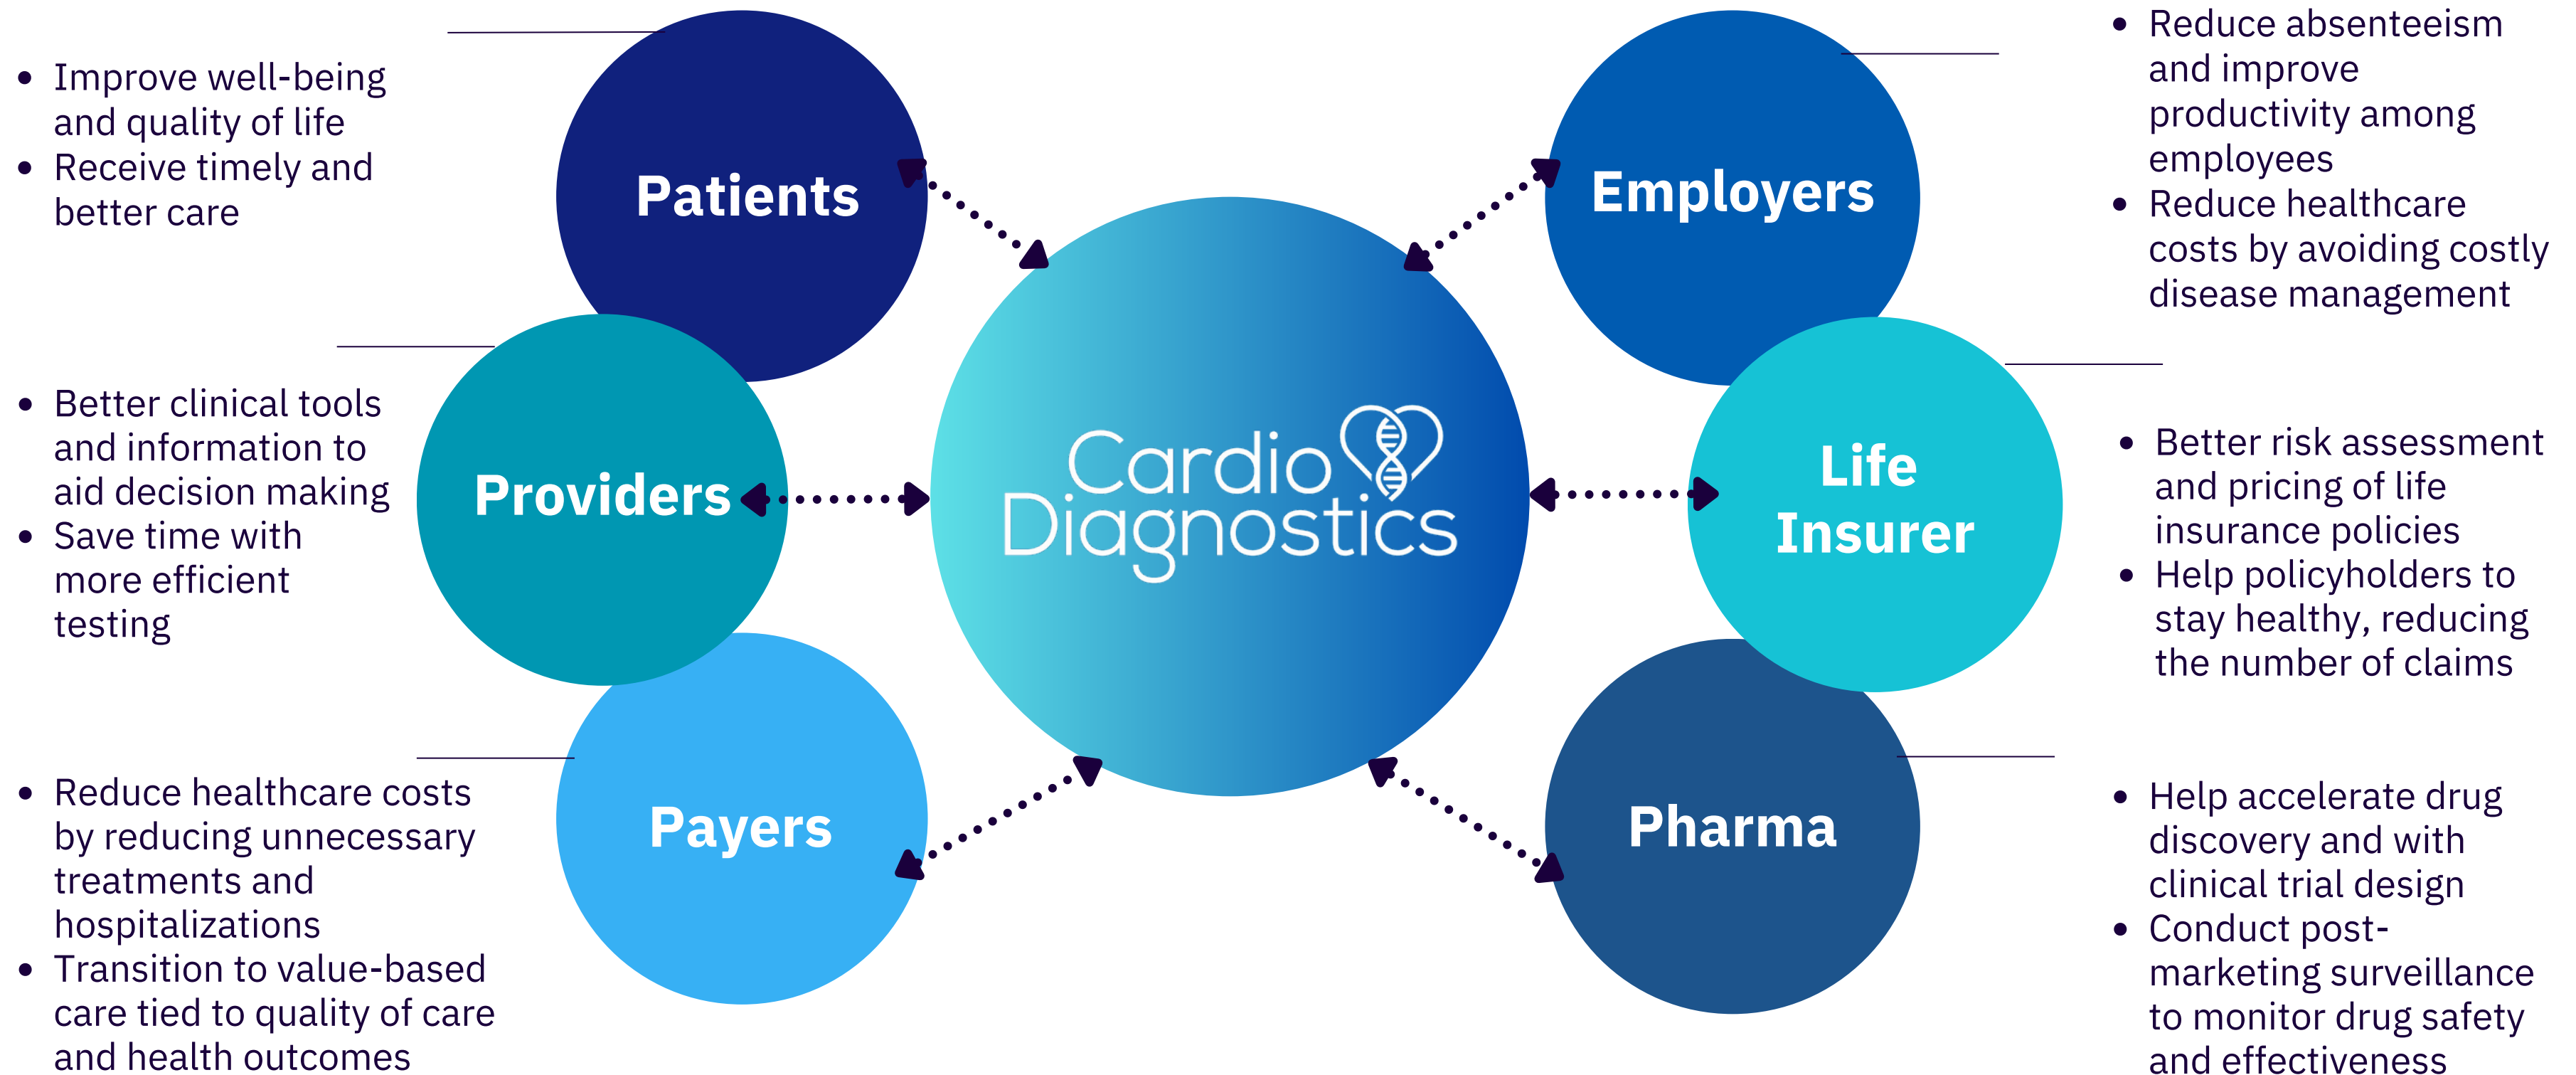 Patients
• Improve well-being
and quality of life
• Receive timely and
better care
Providers
• Better clinical tools
and information to
aid decision making
• Save time with
more efficient
testing
Payers
• Reduce healthcare costs
by reducing unnecessary
treatments and
hospitalizations
• Transition to value-based
care tied to quality of care
and health outcomes
Cardio
Diagnostics
Employers
• Reduce absenteeism
and improve
productivity among
employees
• Reduce healthcare
costs by avoiding costly
disease management
Life
Insurer
• Better risk assessment
and pricing of life
insurance policies
• Help policyholders to
stay healthy, reducing
the number of claims
Pharma
• Help accelerate drug
discovery and with
clinical trial design
• Conduct post-
marketing surveillance
to monitor drug safety
and effectiveness